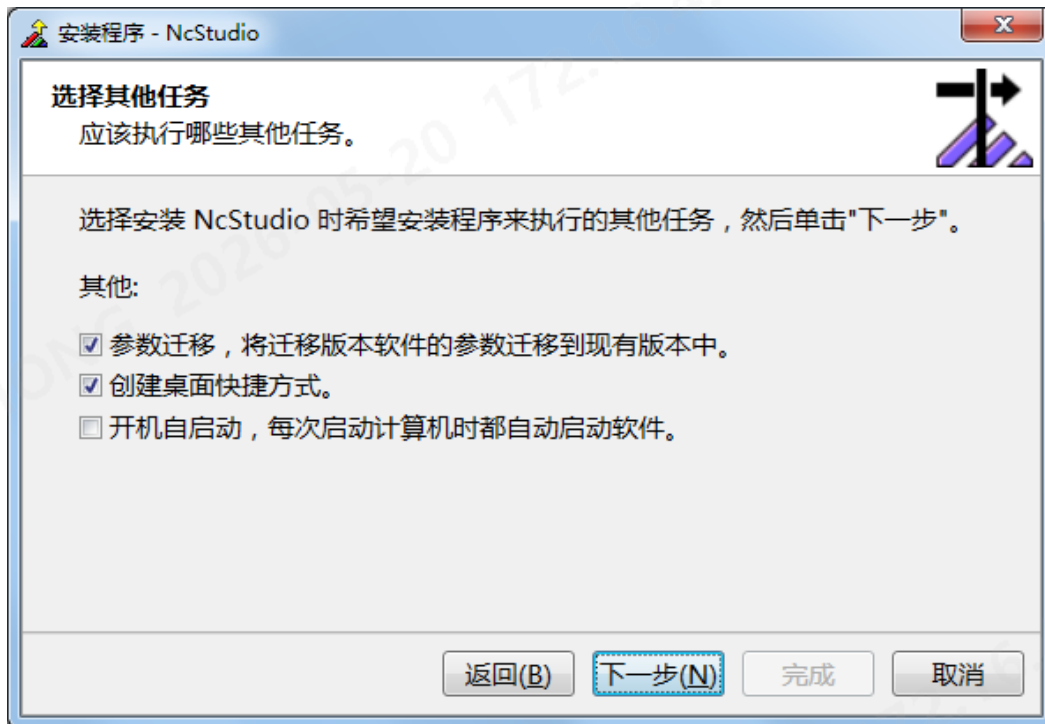 安装程序 - NcStudio
选择其他任务
应该执行哪些其他任务。
选择安装 NcStudio 时希望安装程序来执行的其他任务，然后单击"下一步"。
其他:
参数迁移，将迁移版本软件的参数迁移到现有版本中。
创建桌面快捷方式。
开机自启动，每次启动计算机时都自动启动软件。
返回(B)
下一步(N)
完成
取消
ONG 2026-05-20 172.